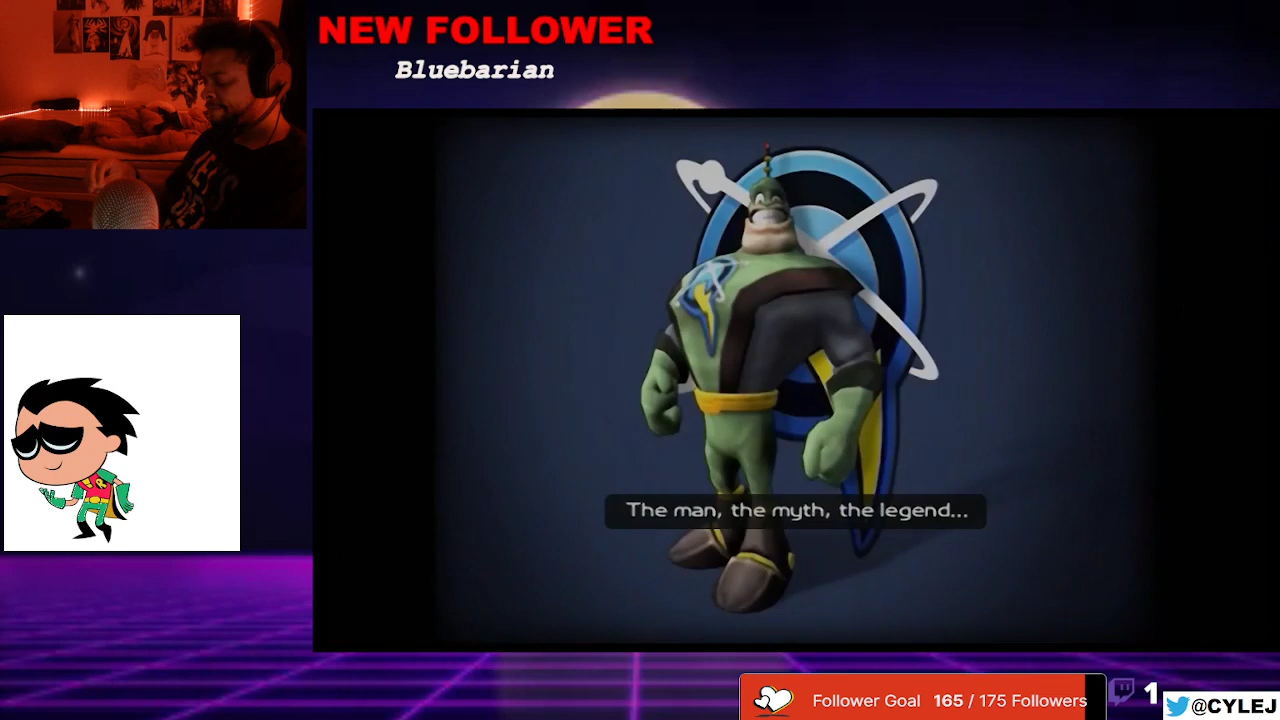 NEW FOLLOWER
Bluebarian
The man, the myth, the legend...
R
Follower Goal 165 / 175 Followers
1
@CYLEJ